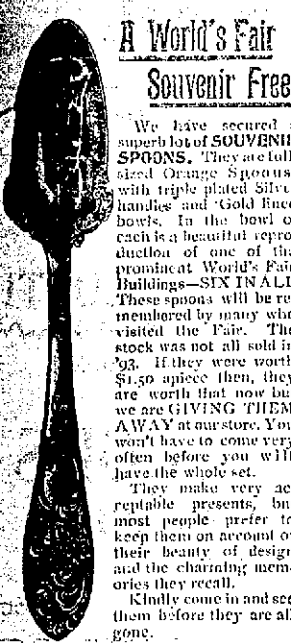 A World's Fair
Souvenir Free
We have secured a
superb lot of SOUVENIR
SPOONS. They are full
sized Orange Spoons,
with triple plated Silver
handles and Gold lined
bowls. In the bowl of
each is a beautiful repro
duction of one of the
prominent World's Fair
Buildings—SIX IN ALL
These spoons will be re
membered by many who
visited the Fair. The
stock was not all sold in
'93. If they were worth
$1.50 apiece then, they
are worth that now but
we are GIVING THEM
AWAY at our store. You
won't have to come very
often before you will
have the whole set.
They make very ac
ceptable presents, but
most people prefer to
keep them on account of
their beauty of design
and the charming mem
ories they recall.
Kindly come in and see
them before they are all
gone.